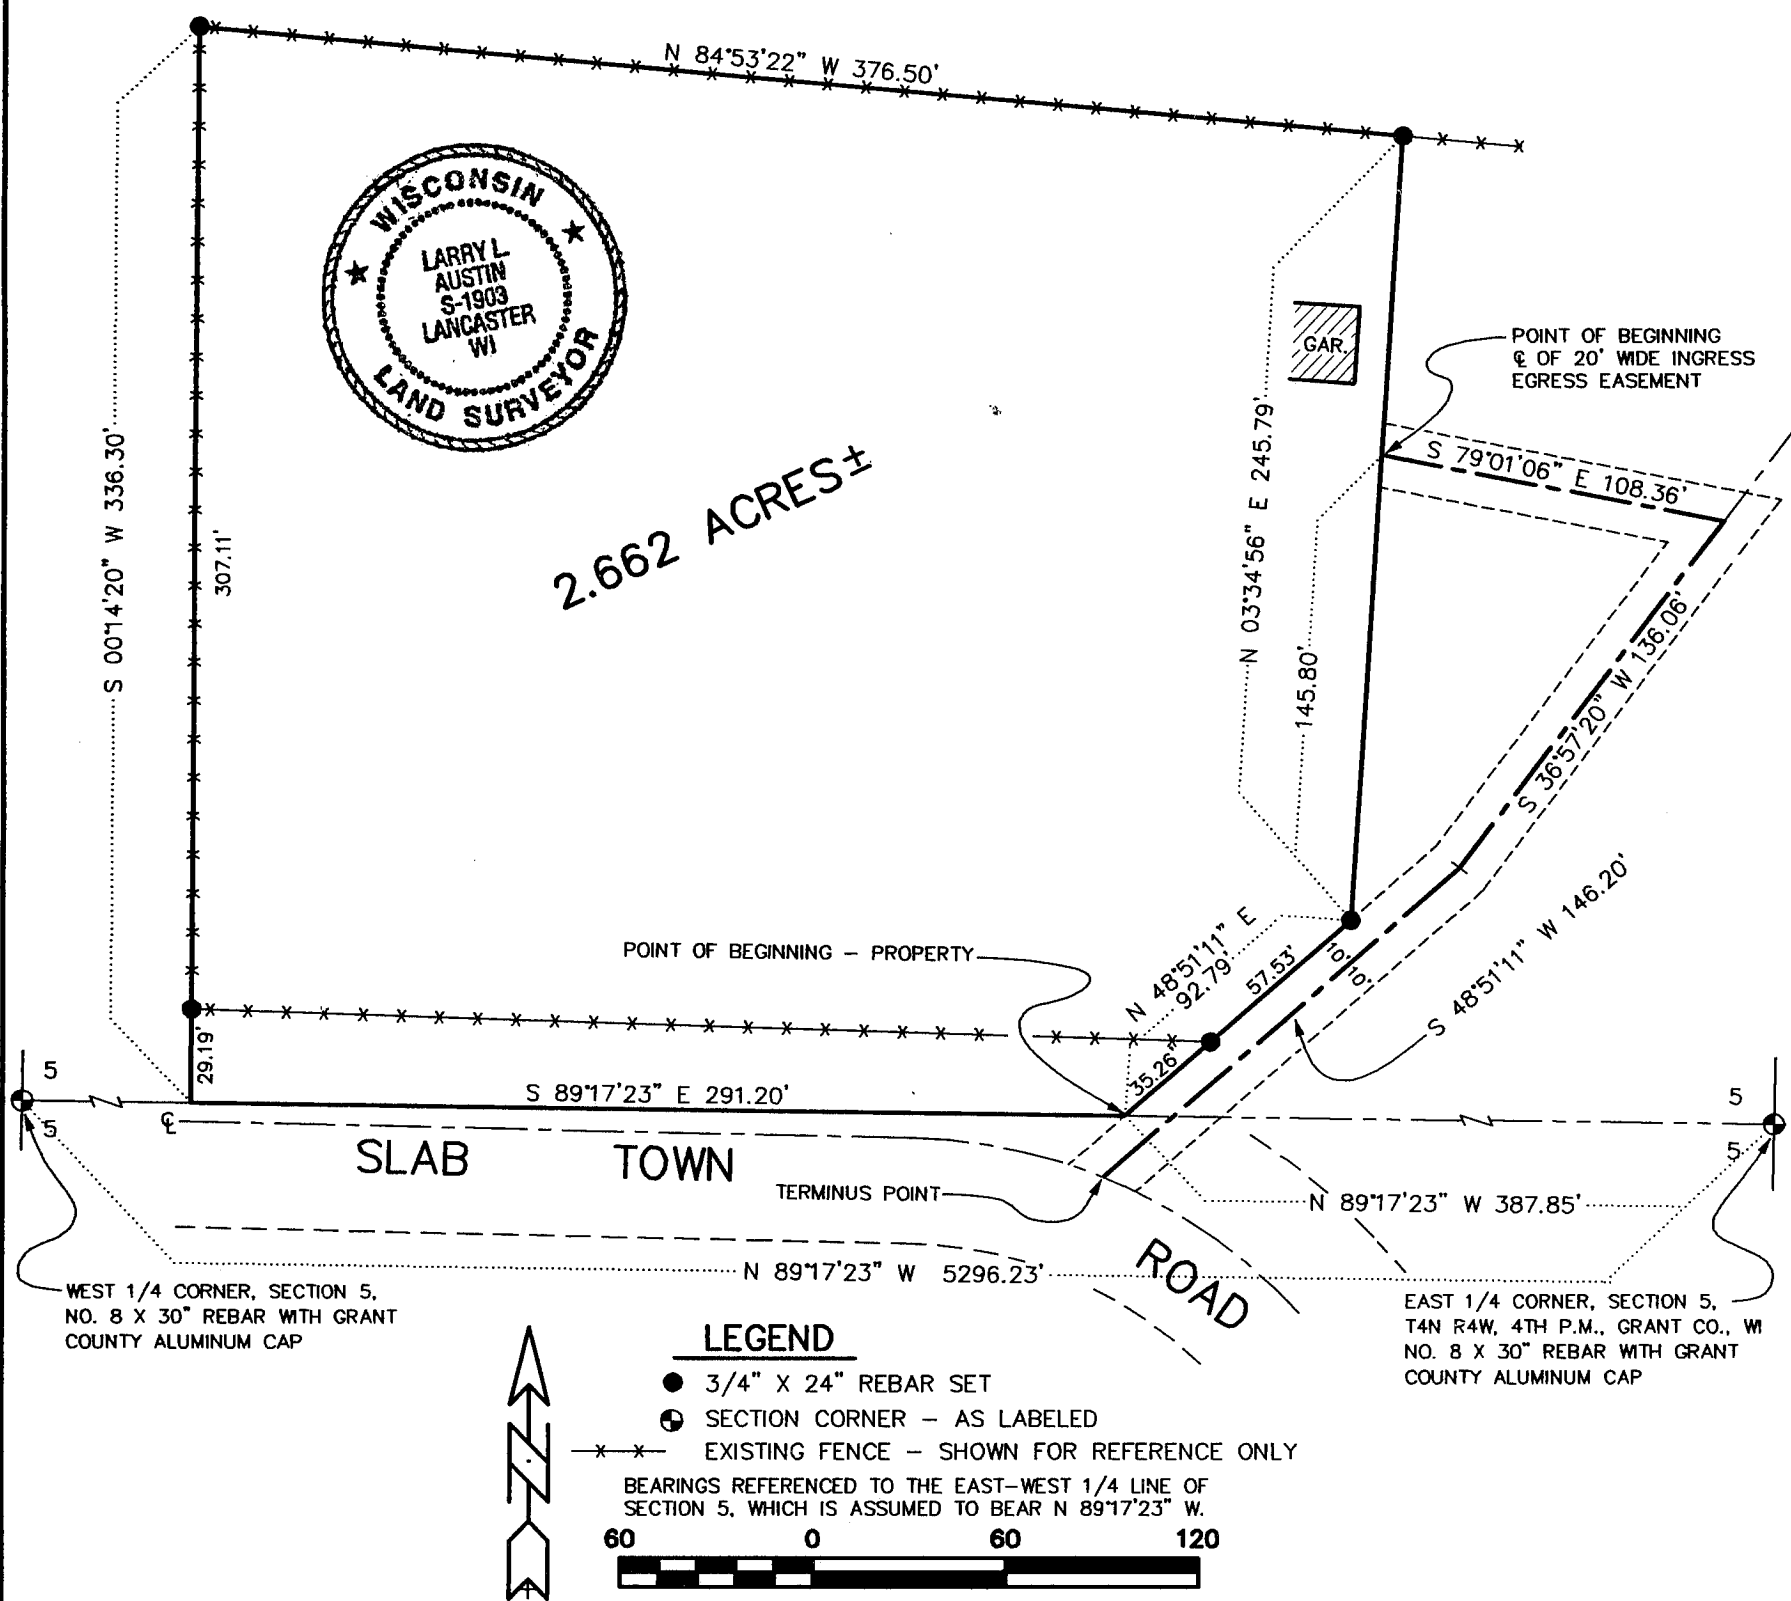 N 84°53'22" W 376.50'
WISCONSIN
LARRY L.
AUSTIN
S-1903
LANCASTER
WI
LAND SURVEYOR
GAR.
POINT OF BEGINNING
℄ OF 20' WIDE INGRESS
EGRESS EASEMENT
S 00°14'20" W 336.30'
307.11'
2.662 ACRES±
N 03°34'56" E 245.79'
145.80'
S 79°01'06" E 108.36'
S 36°57'20" W 136.06'
S 48°51'11" W 146.20'
POINT OF BEGINNING – PROPERTY
N 48°51'11" E
92.79'
57.53'
10' 10'
35.26"
29.19'
S 89°17'23" E 291.20'
5
5
5
5
℄
SLAB TOWN
ROAD
TERMINUS POINT
N 89°17'23" W 387.85'
N 89°17'23" W 5296.23'
WEST 1/4 CORNER, SECTION 5,
NO. 8 X 30" REBAR WITH GRANT
COUNTY ALUMINUM CAP
EAST 1/4 CORNER, SECTION 5,
T4N R4W, 4TH P.M., GRANT CO., WI
NO. 8 X 30" REBAR WITH GRANT
COUNTY ALUMINUM CAP
LEGEND
3/4" X 24" REBAR SET
SECTION CORNER – AS LABELED
EXISTING FENCE – SHOWN FOR REFERENCE ONLY
BEARINGS REFERENCED TO THE EAST–WEST 1/4 LINE OF
SECTION 5, WHICH IS ASSUMED TO BEAR N 89°17'23" W.
N
60 0 60 120